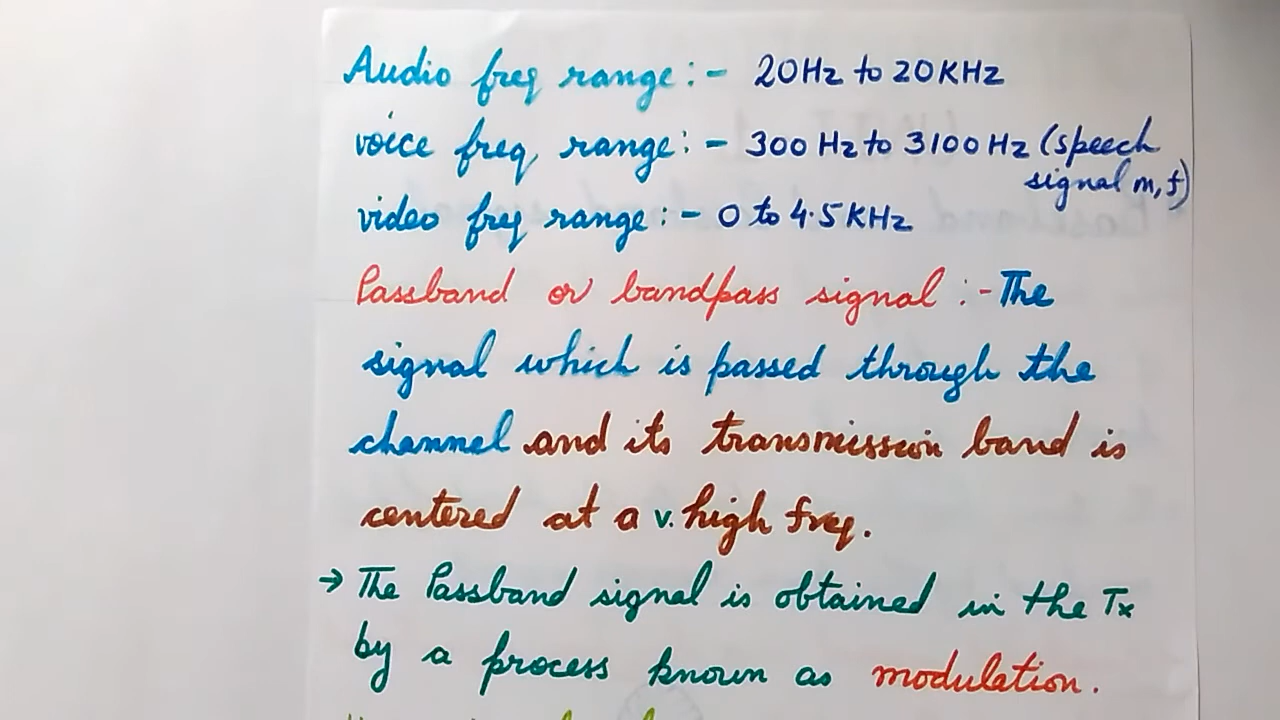 Audio freq range:- 20Hz to 20KHz
voice freq range:- 300 Hz to 3100 Hz (speech
signal m, f)
video freq range:- 0 to 4.5KHz
Passband or bandpass signal :- The
signal which is passed through the
channel and its transmission band is
centered at a v. high freq.
→ The Passband signal is obtained in the Tx
by a process known as modulation.